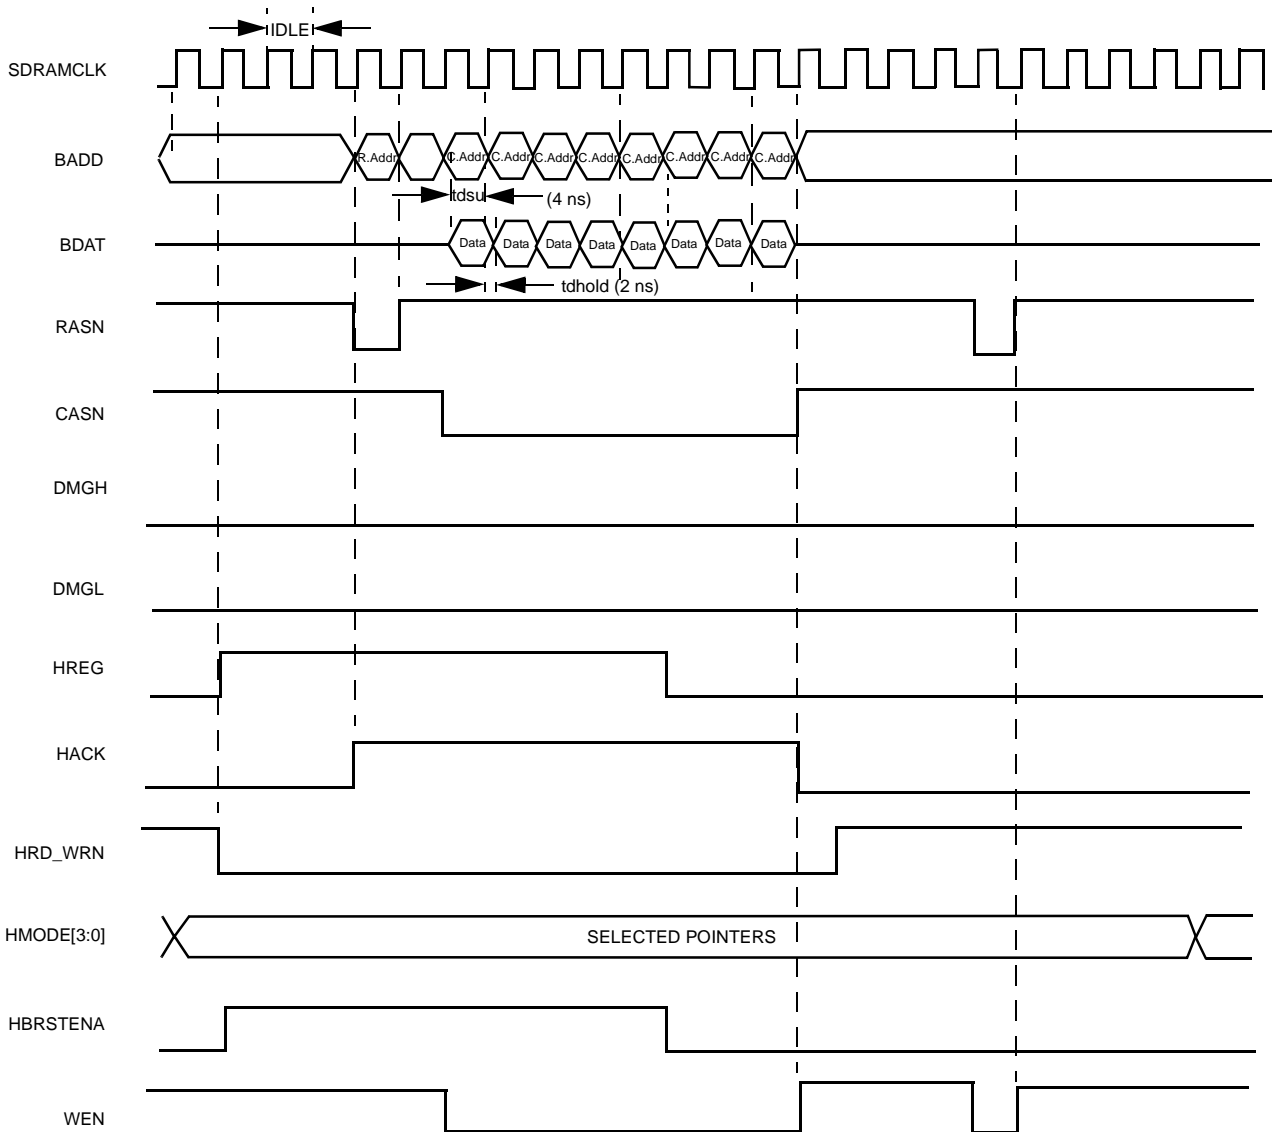 IDLE
SDRAMCLK
BADD
R.Addr C.Addr C.Addr C.Addr C.Addr C.Addr C.Addr C.Addr C.Addr
tdsu (4 ns)
BDAT
Data Data Data Data Data Data Data Data
tdhold (2 ns)
RASN
CASN
DMGH
DMGL
HREG
HACK
HRD_WRN
HMODE[3:0]
SELECTED POINTERS
HBRSTENA
WEN